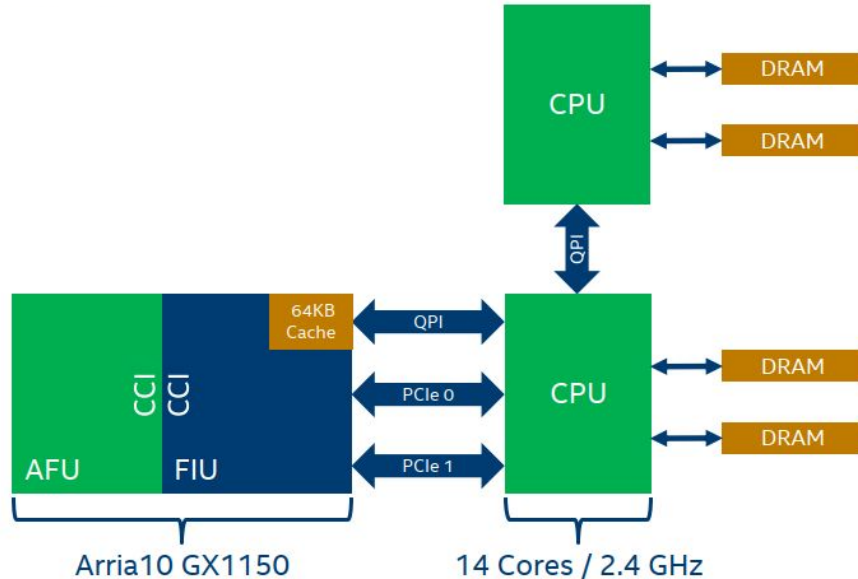 CPU
DRAM
DRAM
QPI
64KB
Cache
QPI
CCI
CCI
PCIe 0
CPU
DRAM
DRAM
AFU
FIU
PCIe 1
Arria10 GX1150
14 Cores / 2.4 GHz